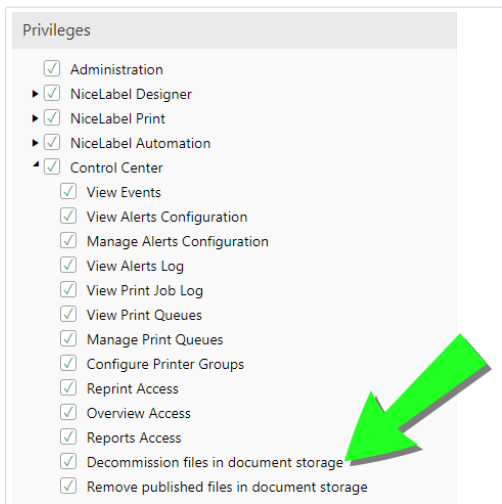 Privileges
Administration
NiceLabel Designer
NiceLabel Print
NiceLabel Automation
Control Center
View Events
View Alerts Configuration
Manage Alerts Configuration
View Alerts Log
View Print Job Log
View Print Queues
Manage Print Queues
Configure Printer Groups
Reprint Access
Overview Access
Reports Access
Decommission files in document storage
Remove published files in document storage